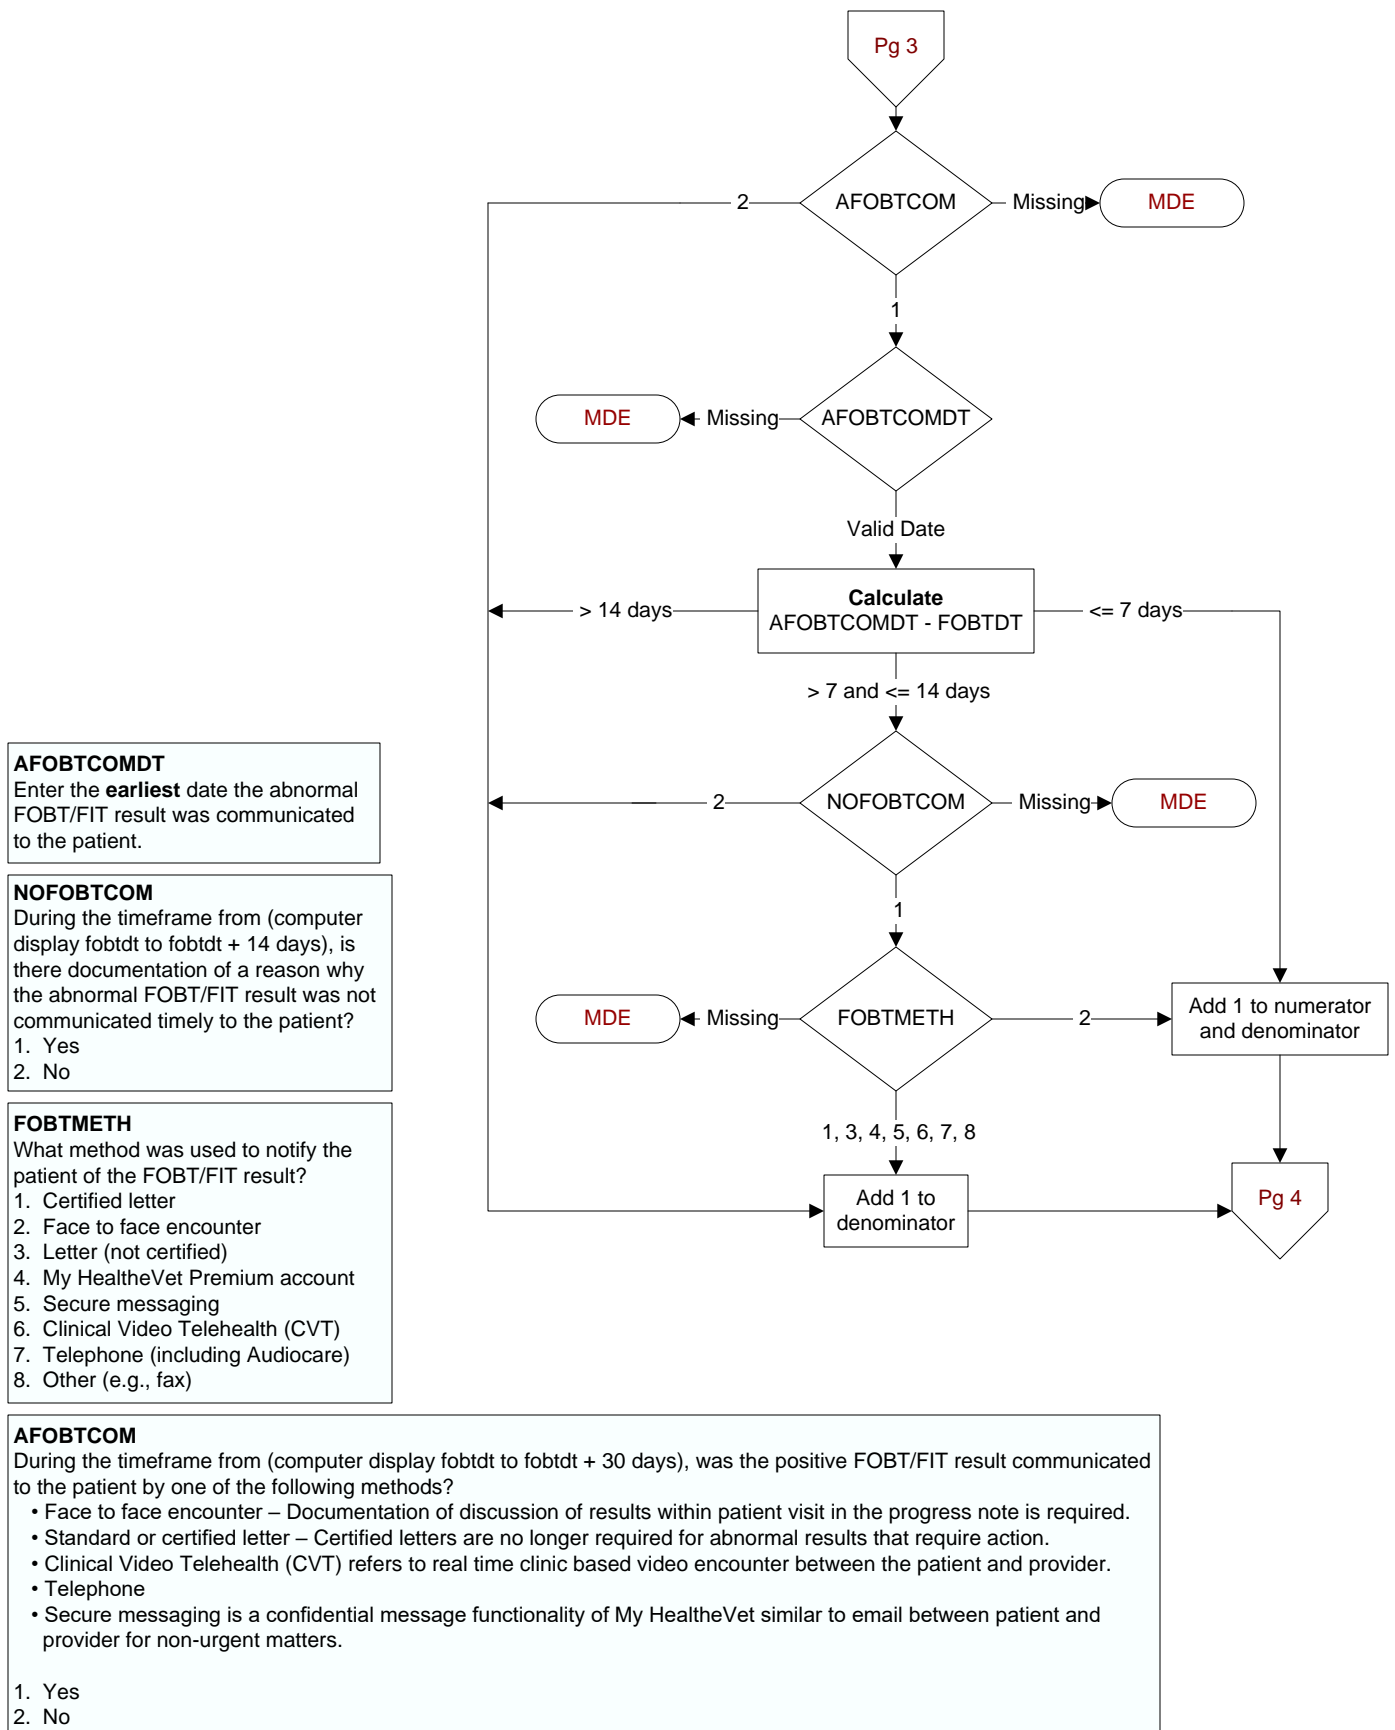 Pg 3
AFOBTCOM
2
Missing
MDE
1
AFOBTCOMDT
Missing
MDE
Valid Date
Calculate
AFOBTCOMDT - FOBTDT
> 14 days
<= 7 days
> 7 and <= 14 days
NOFOBTCOM
2
Missing
MDE
1
FOBTMETH
Missing
MDE
2
Add 1 to numerator
and denominator
1, 3, 4, 5, 6, 7, 8
Add 1 to
denominator
Pg 4
AFOBTCOMDT
Enter the earliest date the abnormal
FOBT/FIT result was communicated
to the patient.
NOFOBTCOM
During the timeframe from (computer
display fobtdt to fobtdt + 14 days), is
there documentation of a reason why
the abnormal FOBT/FIT result was not
communicated timely to the patient?
1. Yes
2. No
FOBTMETH
What method was used to notify the
patient of the FOBT/FIT result?
1. Certified letter
2. Face to face encounter
3. Letter (not certified)
4. My HealtheVet Premium account
5. Secure messaging
6. Clinical Video Telehealth (CVT)
7. Telephone (including Audiocare)
8. Other (e.g., fax)
AFOBTCOM
During the timeframe from (computer display fobtdt to fobtdt + 30 days), was the positive FOBT/FIT result communicated
to the patient by one of the following methods?
• Face to face encounter – Documentation of discussion of results within patient visit in the progress note is required.
• Standard or certified letter – Certified letters are no longer required for abnormal results that require action.
• Clinical Video Telehealth (CVT) refers to real time clinic based video encounter between the patient and provider.
• Telephone
• Secure messaging is a confidential message functionality of My HealtheVet similar to email between patient and
provider for non-urgent matters.
1. Yes
2. No